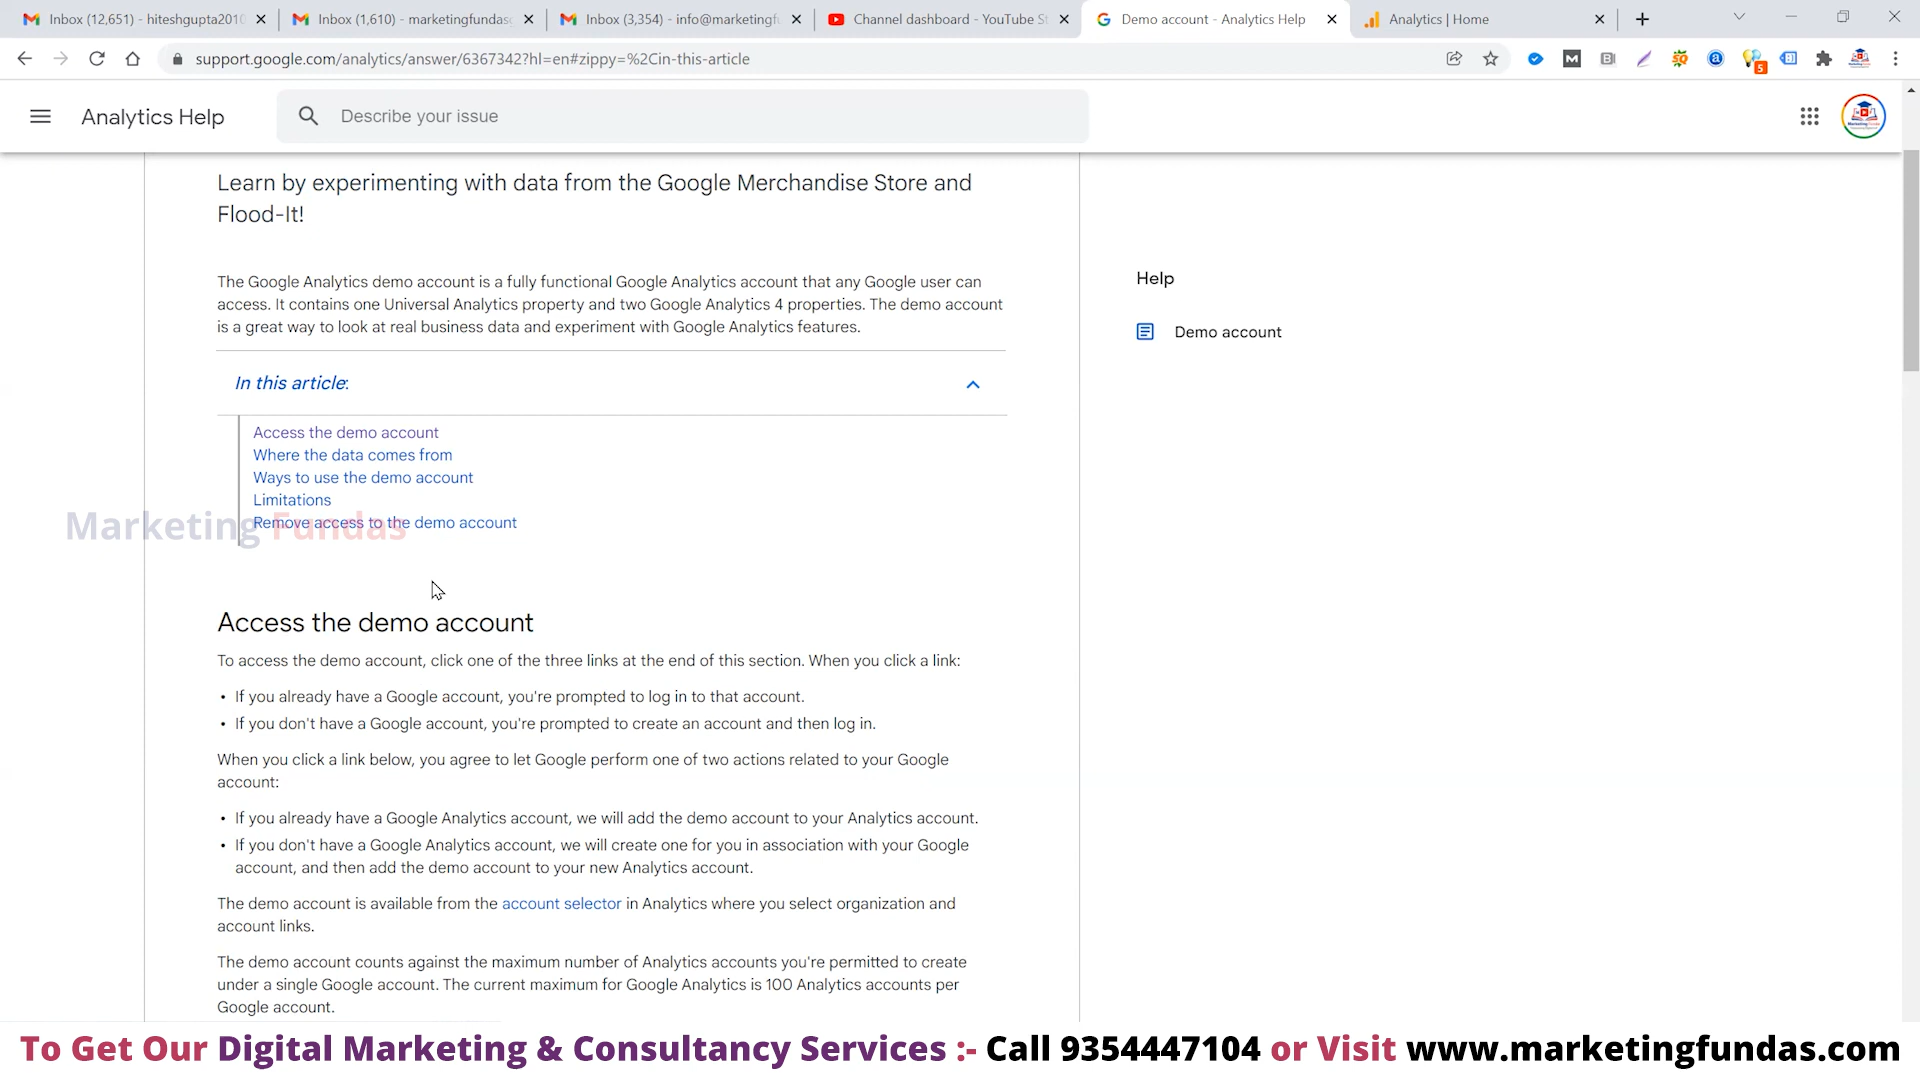 Inbox (12,651) - hiteshgupta2010
Inbox (1,610) - marketingfundas
Inbox (3,354) - info@marketingfu
Channel dashboard - YouTube St
Demo account - Analytics Help
Analytics | Home
support.google.com/analytics/answer/6367342?hl=en#zippy=%2Cin-this-article
5
Analytics Help
Describe your issue
Learn by experimenting with data from the Google Merchandise Store and
Flood-It!
The Google Analytics demo account is a fully functional Google Analytics account that any Google user can
access. It contains one Universal Analytics property and two Google Analytics 4 properties. The demo account
is a great way to look at real business data and experiment with Google Analytics features.
In this article:
Access the demo account
Where the data comes from
Ways to use the demo account
Limitations
Remove access to the demo account
Marketing Fundas
Access the demo account
To access the demo account, click one of the three links at the end of this section. When you click a link:
• If you already have a Google account, you're prompted to log in to that account.
• If you don't have a Google account, you're prompted to create an account and then log in.
When you click a link below, you agree to let Google perform one of two actions related to your Google
account:
• If you already have a Google Analytics account, we will add the demo account to your Analytics account.
• If you don't have a Google Analytics account, we will create one for you in association with your Google
account, and then add the demo account to your new Analytics account.
The demo account is available from the account selector in Analytics where you select organization and
account links.
The demo account counts against the maximum number of Analytics accounts you're permitted to create
under a single Google account. The current maximum for Google Analytics is 100 Analytics accounts per
Google account.
Help
Demo account
To Get Our Digital Marketing & Consultancy Services :- Call 9354447104 or Visit www.marketingfundas.com